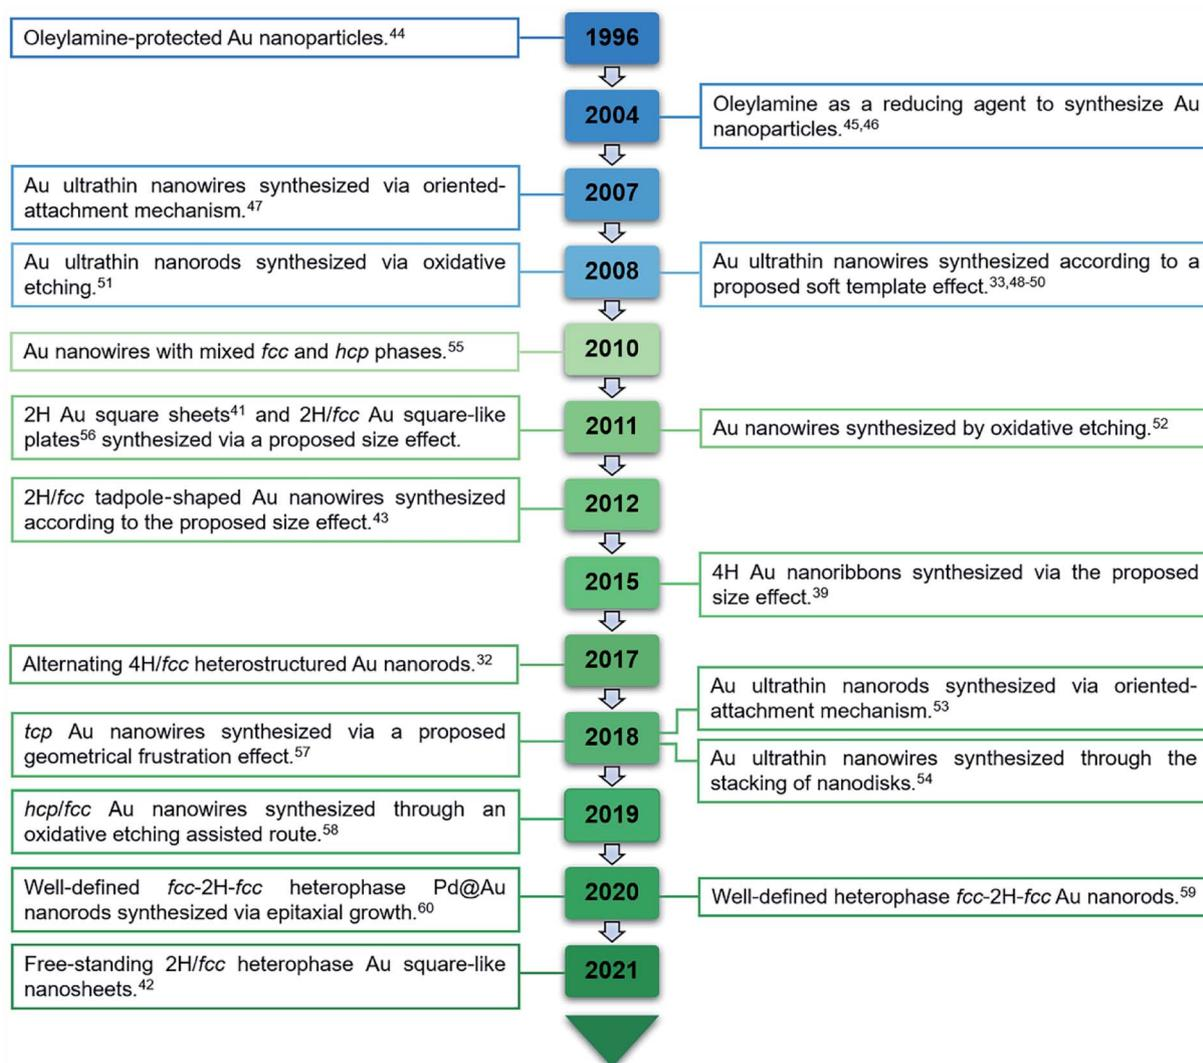 Oleylamine-protected Au nanoparticles.44
1996
2004
Oleylamine as a reducing agent to synthesize Au
nanoparticles.45,46
Au ultrathin nanowires synthesized via oriented-
attachment mechanism.47
2007
Au ultrathin nanorods synthesized via oxidative
etching.51
2008
Au ultrathin nanowires synthesized according to a
proposed soft template effect.33,48-50
Au nanowires with mixed fcc and hcp phases.55
2010
2H Au square sheets41 and 2H/fcc Au square-like
plates56 synthesized via a proposed size effect.
2011
Au nanowires synthesized by oxidative etching.52
2H/fcc tadpole-shaped Au nanowires synthesized
according to the proposed size effect.43
2012
2015
4H Au nanoribbons synthesized via the proposed
size effect.39
Alternating 4H/fcc heterostructured Au nanorods.32
2017
tcp Au nanowires synthesized via a proposed
geometrical frustration effect.57
2018
Au ultrathin nanorods synthesized via oriented-
attachment mechanism.53
Au ultrathin nanowires synthesized through the
stacking of nanodisks.54
hcp/fcc Au nanowires synthesized through an
oxidative etching assisted route.58
2019
Well-defined fcc-2H-fcc heterophase Pd@Au
nanorods synthesized via epitaxial growth.60
2020
Well-defined heterophase fcc-2H-fcc Au nanorods.59
Free-standing 2H/fcc heterophase Au square-like
nanosheets.42
2021